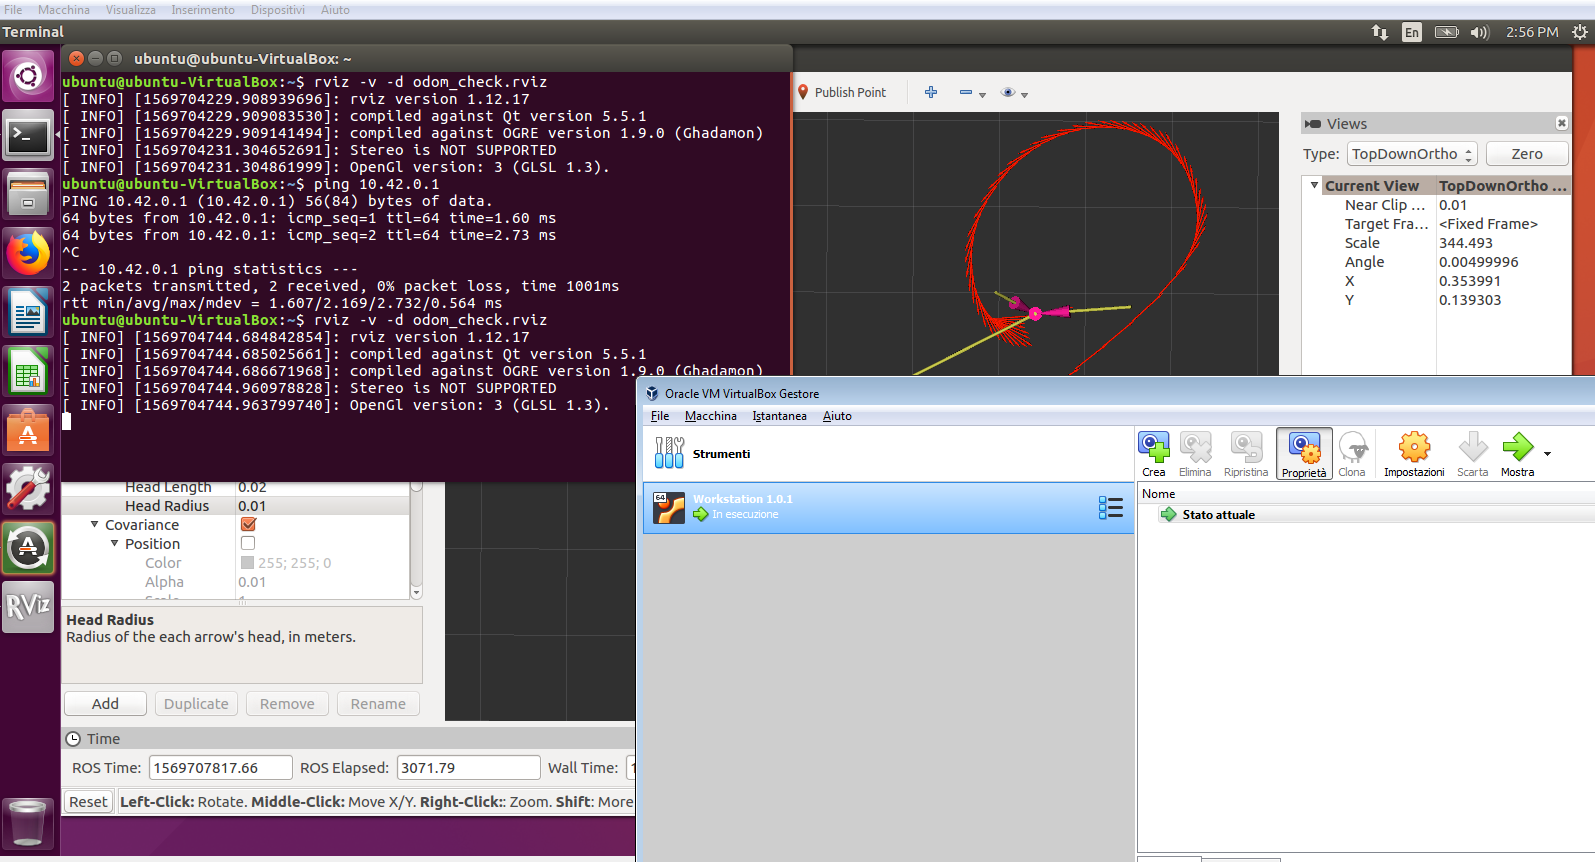 File Macchina Visualizza Inserimento Dispositivi Aiuto
Terminal
En
2:56 PM
ubuntu@ubuntu-VirtualBox: ~
ubuntu@ubuntu-VirtualBox:~$ rviz -v -d odom_check.rviz
[ INFO] [1569704229.908939696]: rviz version 1.12.17
[ INFO] [1569704229.909083530]: compiled against Qt version 5.5.1
[ INFO] [1569704229.909141494]: compiled against OGRE version 1.9.0 (Ghadamon)
[ INFO] [1569704231.304652691]: Stereo is NOT SUPPORTED
[ INFO] [1569704231.304861999]: OpenGl version: 3 (GLSL 1.3).
ubuntu@ubuntu-VirtualBox:~$ ping 10.42.0.1
PING 10.42.0.1 (10.42.0.1) 56(84) bytes of data.
64 bytes from 10.42.0.1: icmp_seq=1 ttl=64 time=1.60 ms
64 bytes from 10.42.0.1: icmp_seq=2 ttl=64 time=2.73 ms
^C
--- 10.42.0.1 ping statistics ---
2 packets transmitted, 2 received, 0% packet loss, time 1001ms
rtt min/avg/max/mdev = 1.607/2.169/2.732/0.564 ms
ubuntu@ubuntu-VirtualBox:~$ rviz -v -d odom_check.rviz
[ INFO] [1569704744.684842854]: rviz version 1.12.17
[ INFO] [1569704744.685025661]: compiled against Qt version 5.5.1
[ INFO] [1569704744.686671968]: compiled against OGRE version 1.9.0 (Ghadamon)
[ INFO] [1569704744.960978828]: Stereo is NOT SUPPORTED
[ INFO] [1569704744.963799740]: OpenGl version: 3 (GLSL 1.3).
Publish Point
Views
Type: TopDownOrtho Zero
Current View TopDownOrtho ...
Near Clip ... 0.01
Target Fra... <Fixed Frame>
Scale 344.493
Angle 0.00499996
X 0.353991
Y 0.139303
Head Length 0.02
Head Radius 0.01
Covariance
Position
Color 255; 255; 0
Alpha 0.01
Scale 1
Head Radius
Radius of the each arrow's head, in meters.
Add Duplicate Remove Rename
Time
ROS Time: 1569707817.66 ROS Elapsed: 3071.79 Wall Time: 1
Reset Left-Click: Rotate. Middle-Click: Move X/Y. Right-Click:: Zoom. Shift: More
RViz
Oracle VM VirtualBox Gestore
File Macchina Istantanea Aiuto
Strumenti
64
Workstation 1.0.1
In esecuzione
Crea Elimina Ripristina Proprietà Clona Impostazioni Scarta Mostra
Nome
Stato attuale